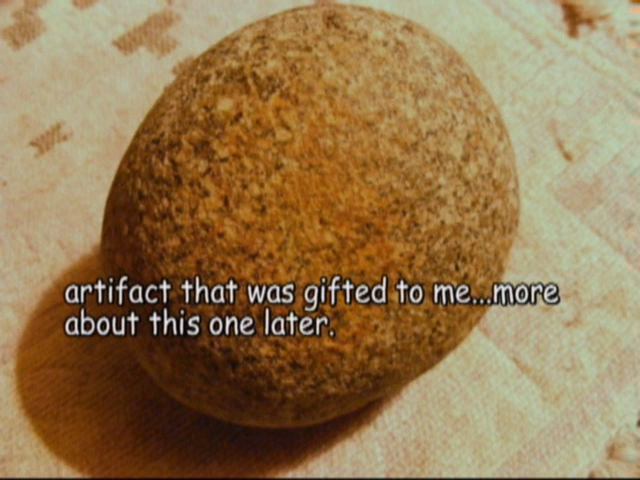 artifact that was gifted to me...more
about this one later.